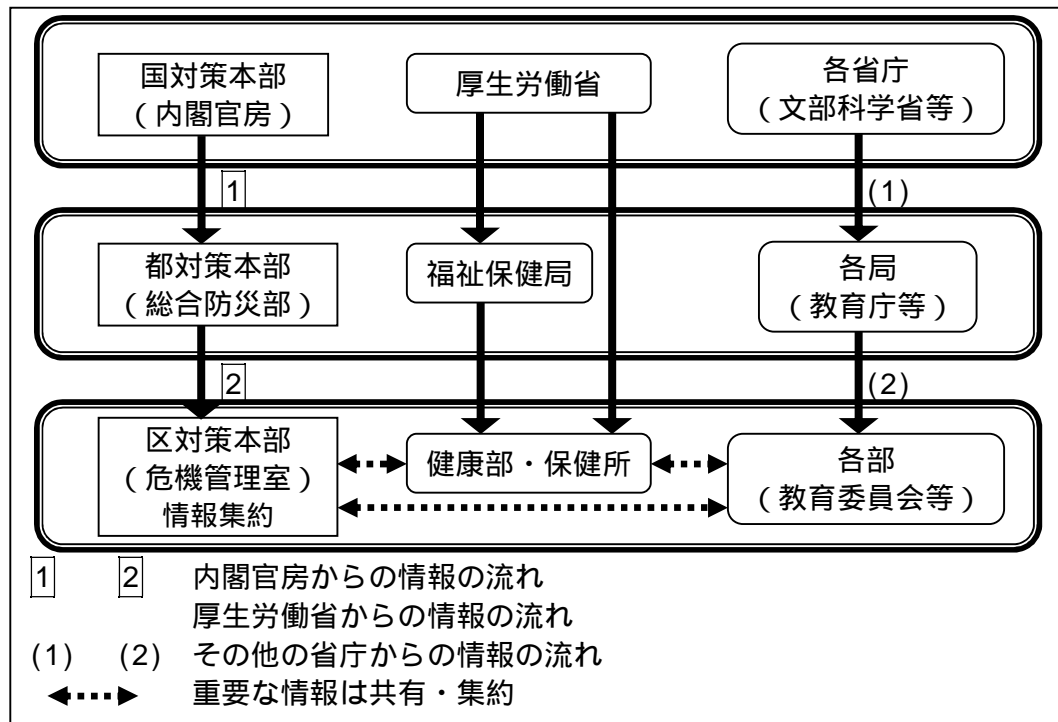 国対策本部
（内閣官房）
厚生労働省
各省庁
（文部科学省等）
1
(1)
都対策本部
（総合防災部）
福祉保健局
各局
（教育庁等）
2
(2)
区対策本部
（危機管理室）
情報集約
健康部・保健所
各部
（教育委員会等）
1 2 内閣官房からの情報の流れ
厚生労働省からの情報の流れ
(1) (2) その他の省庁からの情報の流れ
重要な情報は共有・集約